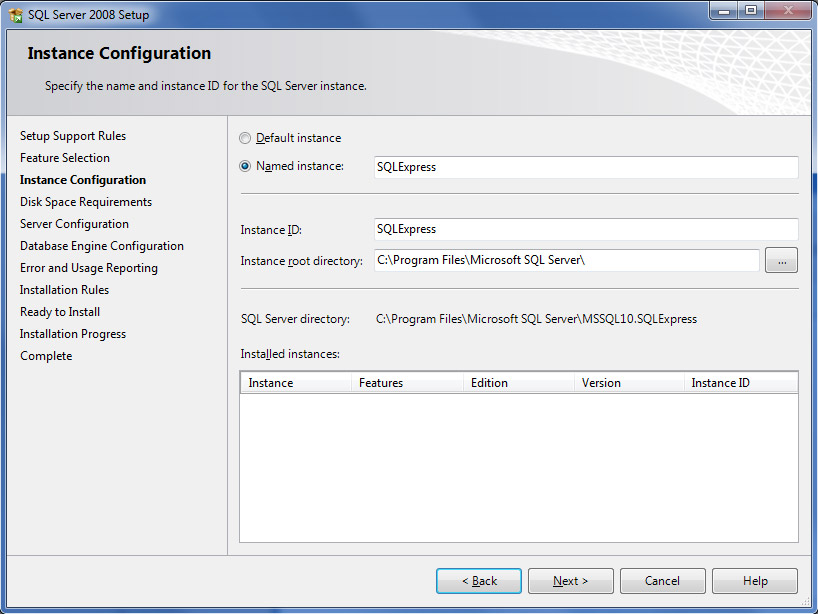 SQL Server 2008 Setup
Instance Configuration
Specify the name and instance ID for the SQL Server instance.
Setup Support Rules
Feature Selection
Instance Configuration
Disk Space Requirements
Server Configuration
Database Engine Configuration
Error and Usage Reporting
Installation Rules
Ready to Install
Installation Progress
Complete
Default instance
Named instance: SQLExpress
Instance ID: SQLExpress
Instance root directory: C:\Program Files\Microsoft SQL Server\ ...
SQL Server directory: C:\Program Files\Microsoft SQL Server\MSSQL10.SQLExpress
Installed instances:
Instance Features Edition Version Instance ID
< Back Next > Cancel Help